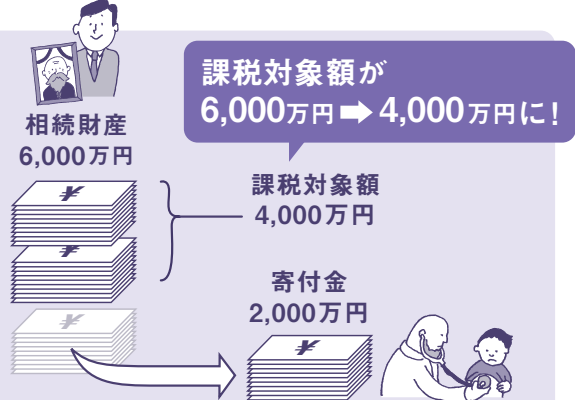 課税対象額が
6,000万円➡4,000万円に!
相続財産
6,000万円
¥
¥
¥
課税対象額
4,000万円
寄付金
2,000万円
¥